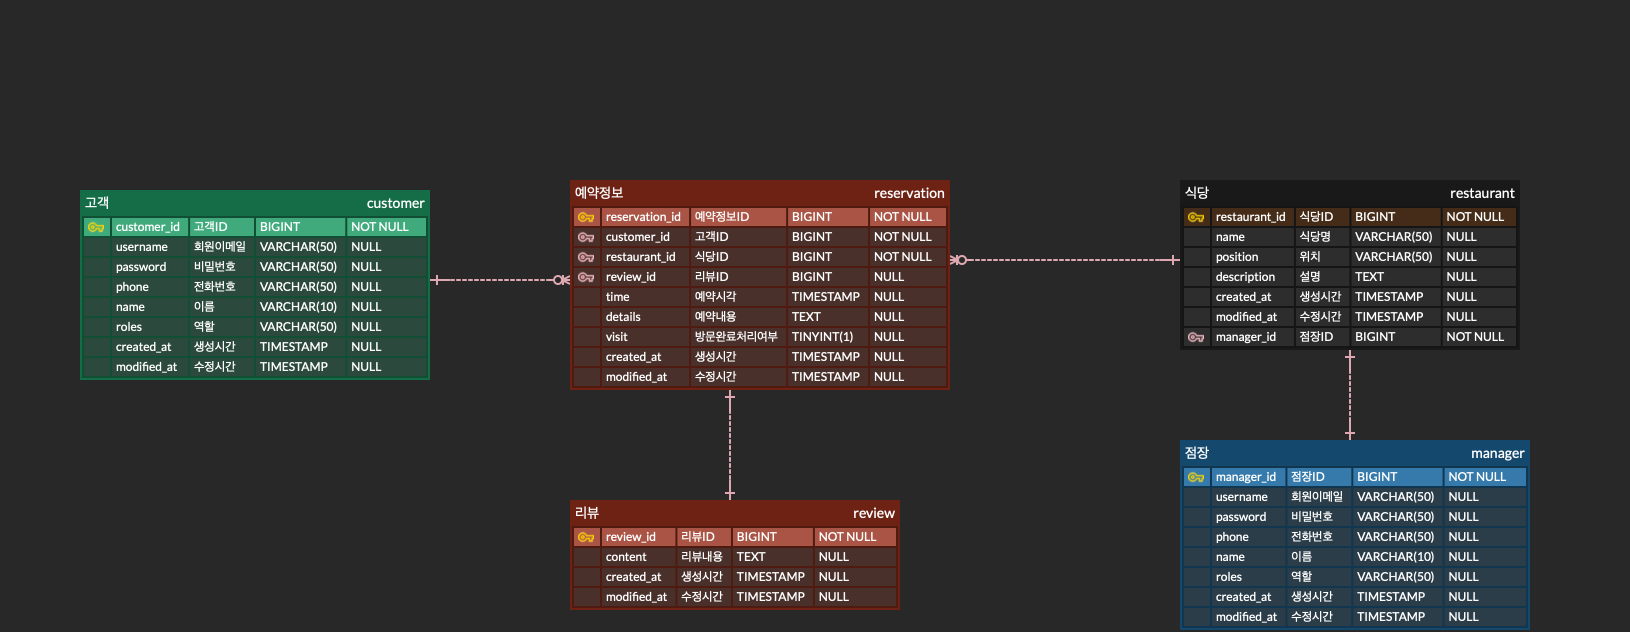 고객 customer
customer_id 고객ID BIGINT NOT NULL
username 회원이메일 VARCHAR(50) NULL
password 비밀번호 VARCHAR(50) NULL
phone 전화번호 VARCHAR(50) NULL
name 이름 VARCHAR(10) NULL
roles 역할 VARCHAR(50) NULL
created_at 생성시간 TIMESTAMP NULL
modified_at 수정시간 TIMESTAMP NULL
예약정보 reservation
reservation_id 예약정보ID BIGINT NOT NULL
customer_id 고객ID BIGINT NOT NULL
restaurant_id 식당ID BIGINT NOT NULL
review_id 리뷰ID BIGINT NULL
time 예약시각 TIMESTAMP NULL
details 예약내용 TEXT NULL
visit 방문완료처리여부 TINYINT(1) NULL
created_at 생성시간 TIMESTAMP NULL
modified_at 수정시간 TIMESTAMP NULL
식당 restaurant
restaurant_id 식당ID BIGINT NOT NULL
name 식당명 VARCHAR(50) NULL
position 위치 VARCHAR(50) NULL
description 설명 TEXT NULL
created_at 생성시간 TIMESTAMP NULL
modified_at 수정시간 TIMESTAMP NULL
manager_id 점장ID BIGINT NOT NULL
리뷰 review
review_id 리뷰ID BIGINT NOT NULL
content 리뷰내용 TEXT NULL
created_at 생성시간 TIMESTAMP NULL
modified_at 수정시간 TIMESTAMP NULL
점장 manager
manager_id 점장ID BIGINT NOT NULL
username 회원이메일 VARCHAR(50) NULL
password 비밀번호 VARCHAR(50) NULL
phone 전화번호 VARCHAR(50) NULL
name 이름 VARCHAR(10) NULL
roles 역할 VARCHAR(50) NULL
created_at 생성시간 TIMESTAMP NULL
modified_at 수정시간 TIMESTAMP NULL